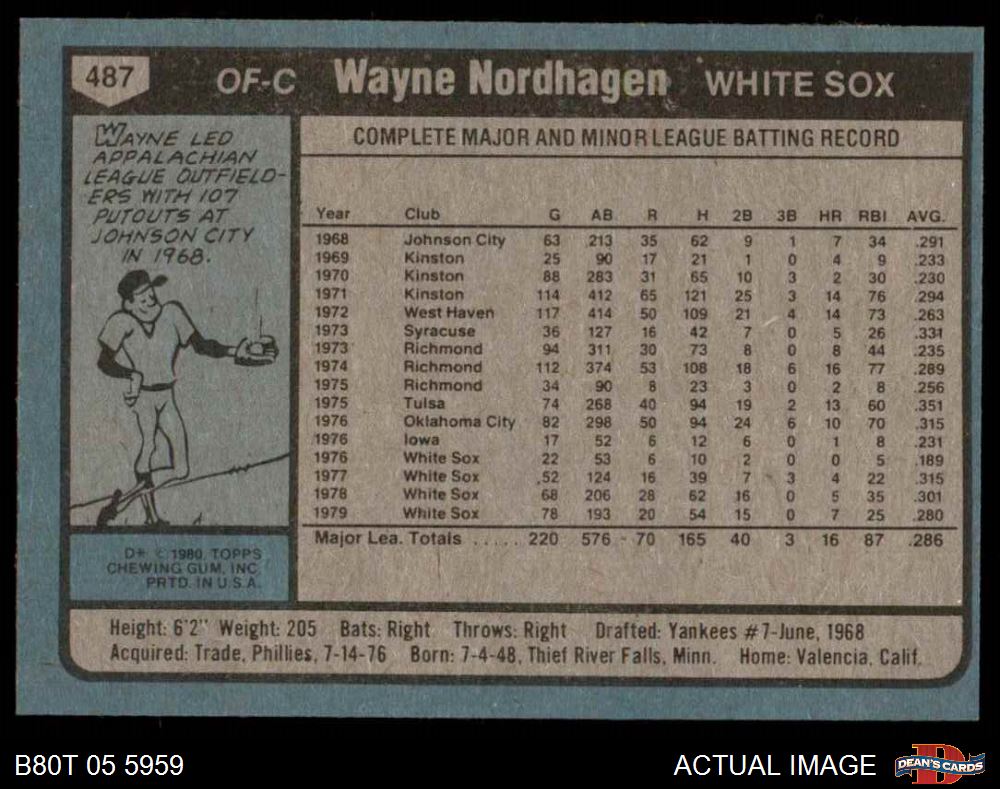 487 OF-C Wayne Nordhagen WHITE SOX
WAYNE LED
APPALACHIAN
LEAGUE OUTFIELD-
ERS WITH 107
PUTOUTS AT
JOHNSON CITY
IN 1968.
COMPLETE MAJOR AND MINOR LEAGUE BATTING RECORD
Year Club G AB R H 2B 3B HR RBI AVG.
1968 Johnson City 63 213 35 62 9 1 7 34 .291
1969 Kinston 25 90 17 21 1 0 4 9 .233
1970 Kinston 88 283 31 65 10 3 2 30 .230
1971 Kinston 114 412 65 121 25 3 14 76 .294
1972 West Haven 117 414 50 109 21 4 14 73 .263
1973 Syracuse 36 127 16 42 7 0 5 26 .331
1973 Richmond 94 311 30 73 8 0 8 44 .235
1974 Richmond 112 374 53 108 18 6 16 77 .289
1975 Richmond 34 90 8 23 3 0 2 8 .256
1975 Tulsa 74 268 40 94 19 2 13 60 .351
1976 Oklahoma City 82 298 50 94 24 6 10 70 .315
1976 Iowa 17 52 6 12 6 0 1 8 .231
1976 White Sox 22 53 6 10 2 0 0 5 .189
1977 White Sox 52 124 16 39 7 3 4 22 .315
1978 White Sox 68 206 28 62 16 0 5 35 .301
1979 White Sox 78 193 20 54 15 0 7 25 .280
Major Lea. Totals ..... 220 576 70 165 40 3 16 87 .286
D* © 1980 TOPPS
CHEWING GUM, INC
PRTD. IN U.S.A.
Height: 6'2" Weight: 205 Bats: Right Throws: Right Drafted: Yankees #7-June, 1968
Acquired: Trade, Phillies, 7-14-76 Born: 7-4-48, Thief River Falls, Minn. Home: Valencia, Calif.
B80T 05 5959 ACTUAL IMAGE DEAN'S CARDS